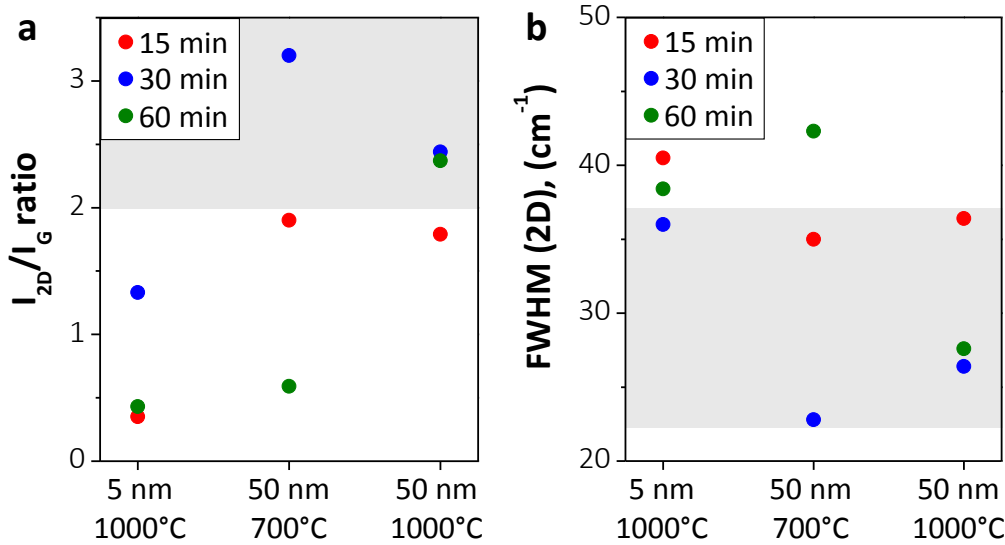 a
15 min
30 min
60 min
I2D/IG ratio
3
2
1
0
5 nm
1000°C
50 nm
700°C
50 nm
1000°C
b
15 min
30 min
60 min
FWHM (2D), (cm-1)
50
40
30
20
5 nm
1000°C
50 nm
700°C
50 nm
1000°C